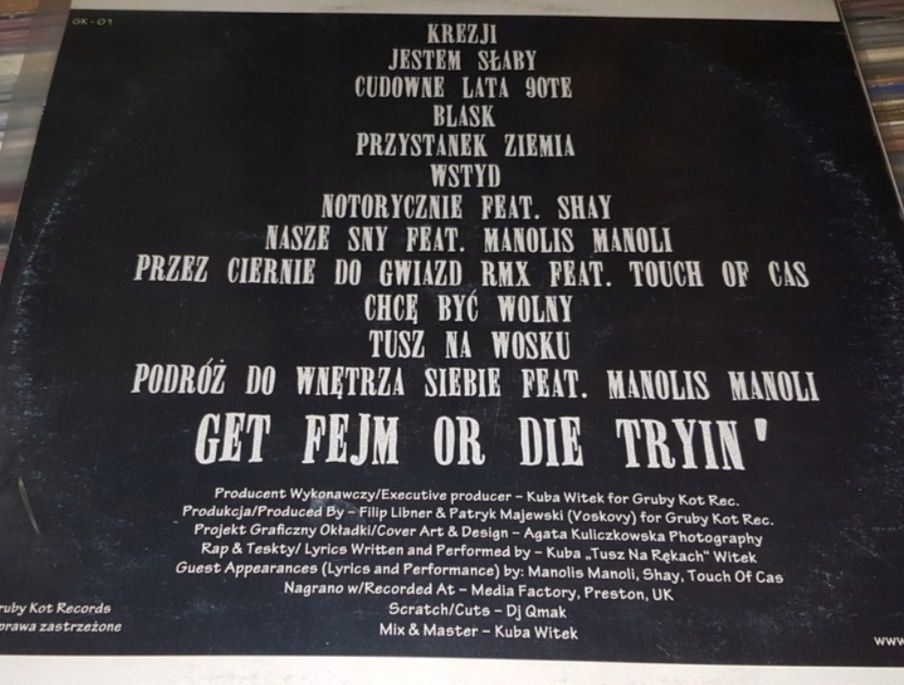 GK - 01
KREZJI
JESTEM SŁABY
CUDOWNE LATA 90TE
BLASK
PRZYSTANEK ZIEMIA
WSTYD
NOTORYCZNIE FEAT. SHAY
NASZE SNY FEAT. MANOLIS MANOLI
PRZEZ CIERNIE DO GWIAZD RMX FEAT. TOUCH OF CAS
CHCĘ BYĆ WOLNY
TUSZ NA WOSKU
PODRÓŻ DO WNĘTRZA SIEBIE FEAT. MANOLIS MANOLI
GET FEJM OR DIE TRYIN'
Producent Wykonawczy/Executive producer – Kuba Witek for Gruby Kot Rec.
Produkcja/Produced By – Filip Libner & Patryk Majewski (Voskovy) for Gruby Kot Rec.
Projekt Graficzny Okładki/Cover Art & Design – Agata Kuliczkowska Photography
Rap & Teskty/ Lyrics Written and Performed by – Kuba „Tusz Na Rękach" Witek
Guest Appearances (Lyrics and Performance) by: Manolis Manoli, Shay, Touch Of Cas
Nagrano w/Recorded At – Media Factory, Preston, UK
Scratch/Cuts – Dj Qmak
Mix & Master – Kuba Witek
ruby Kot Records
prawa zastrzeżone
www